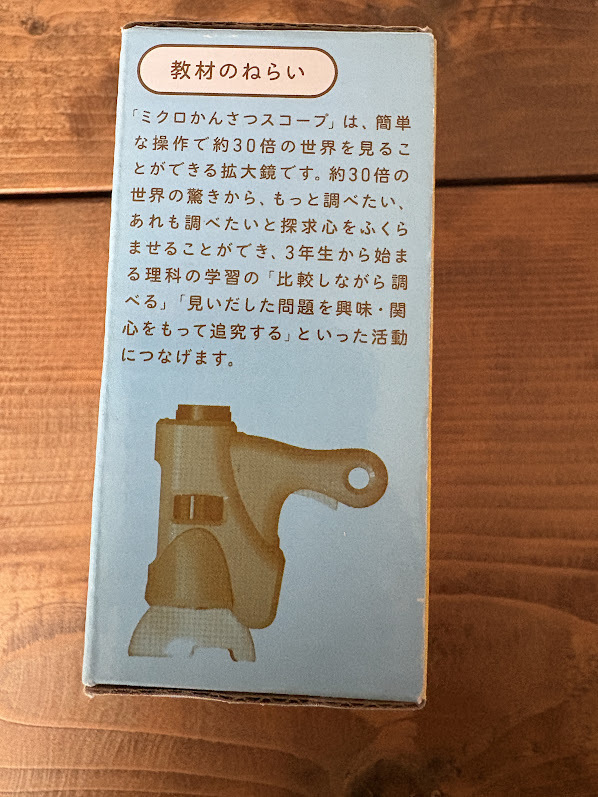 教材のねらい
「ミクロかんさつスコープ」は、簡単
な操作で約30倍の世界を見るこ
とができる拡大鏡です。約30倍の
世界の驚きから、もっと調べたい、
あれも調べたいと探求心をふくら
ませることができ、3年生から始ま
る理科の学習の「比較しながら調
べる」「見いだした問題を興味・関
心をもって追究する」といった活動
につなげます。